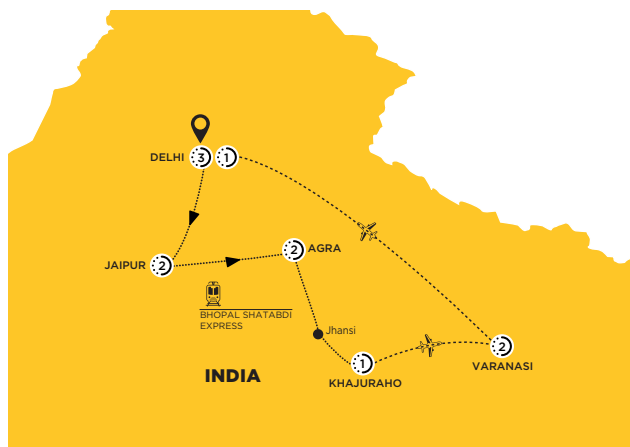 DELHI 3 1
JAIPUR 2
2 AGRA
BHOPAL SHATABDI
EXPRESS
Jhansi
1
KHAJURAHO
2
VARANASI
INDIA